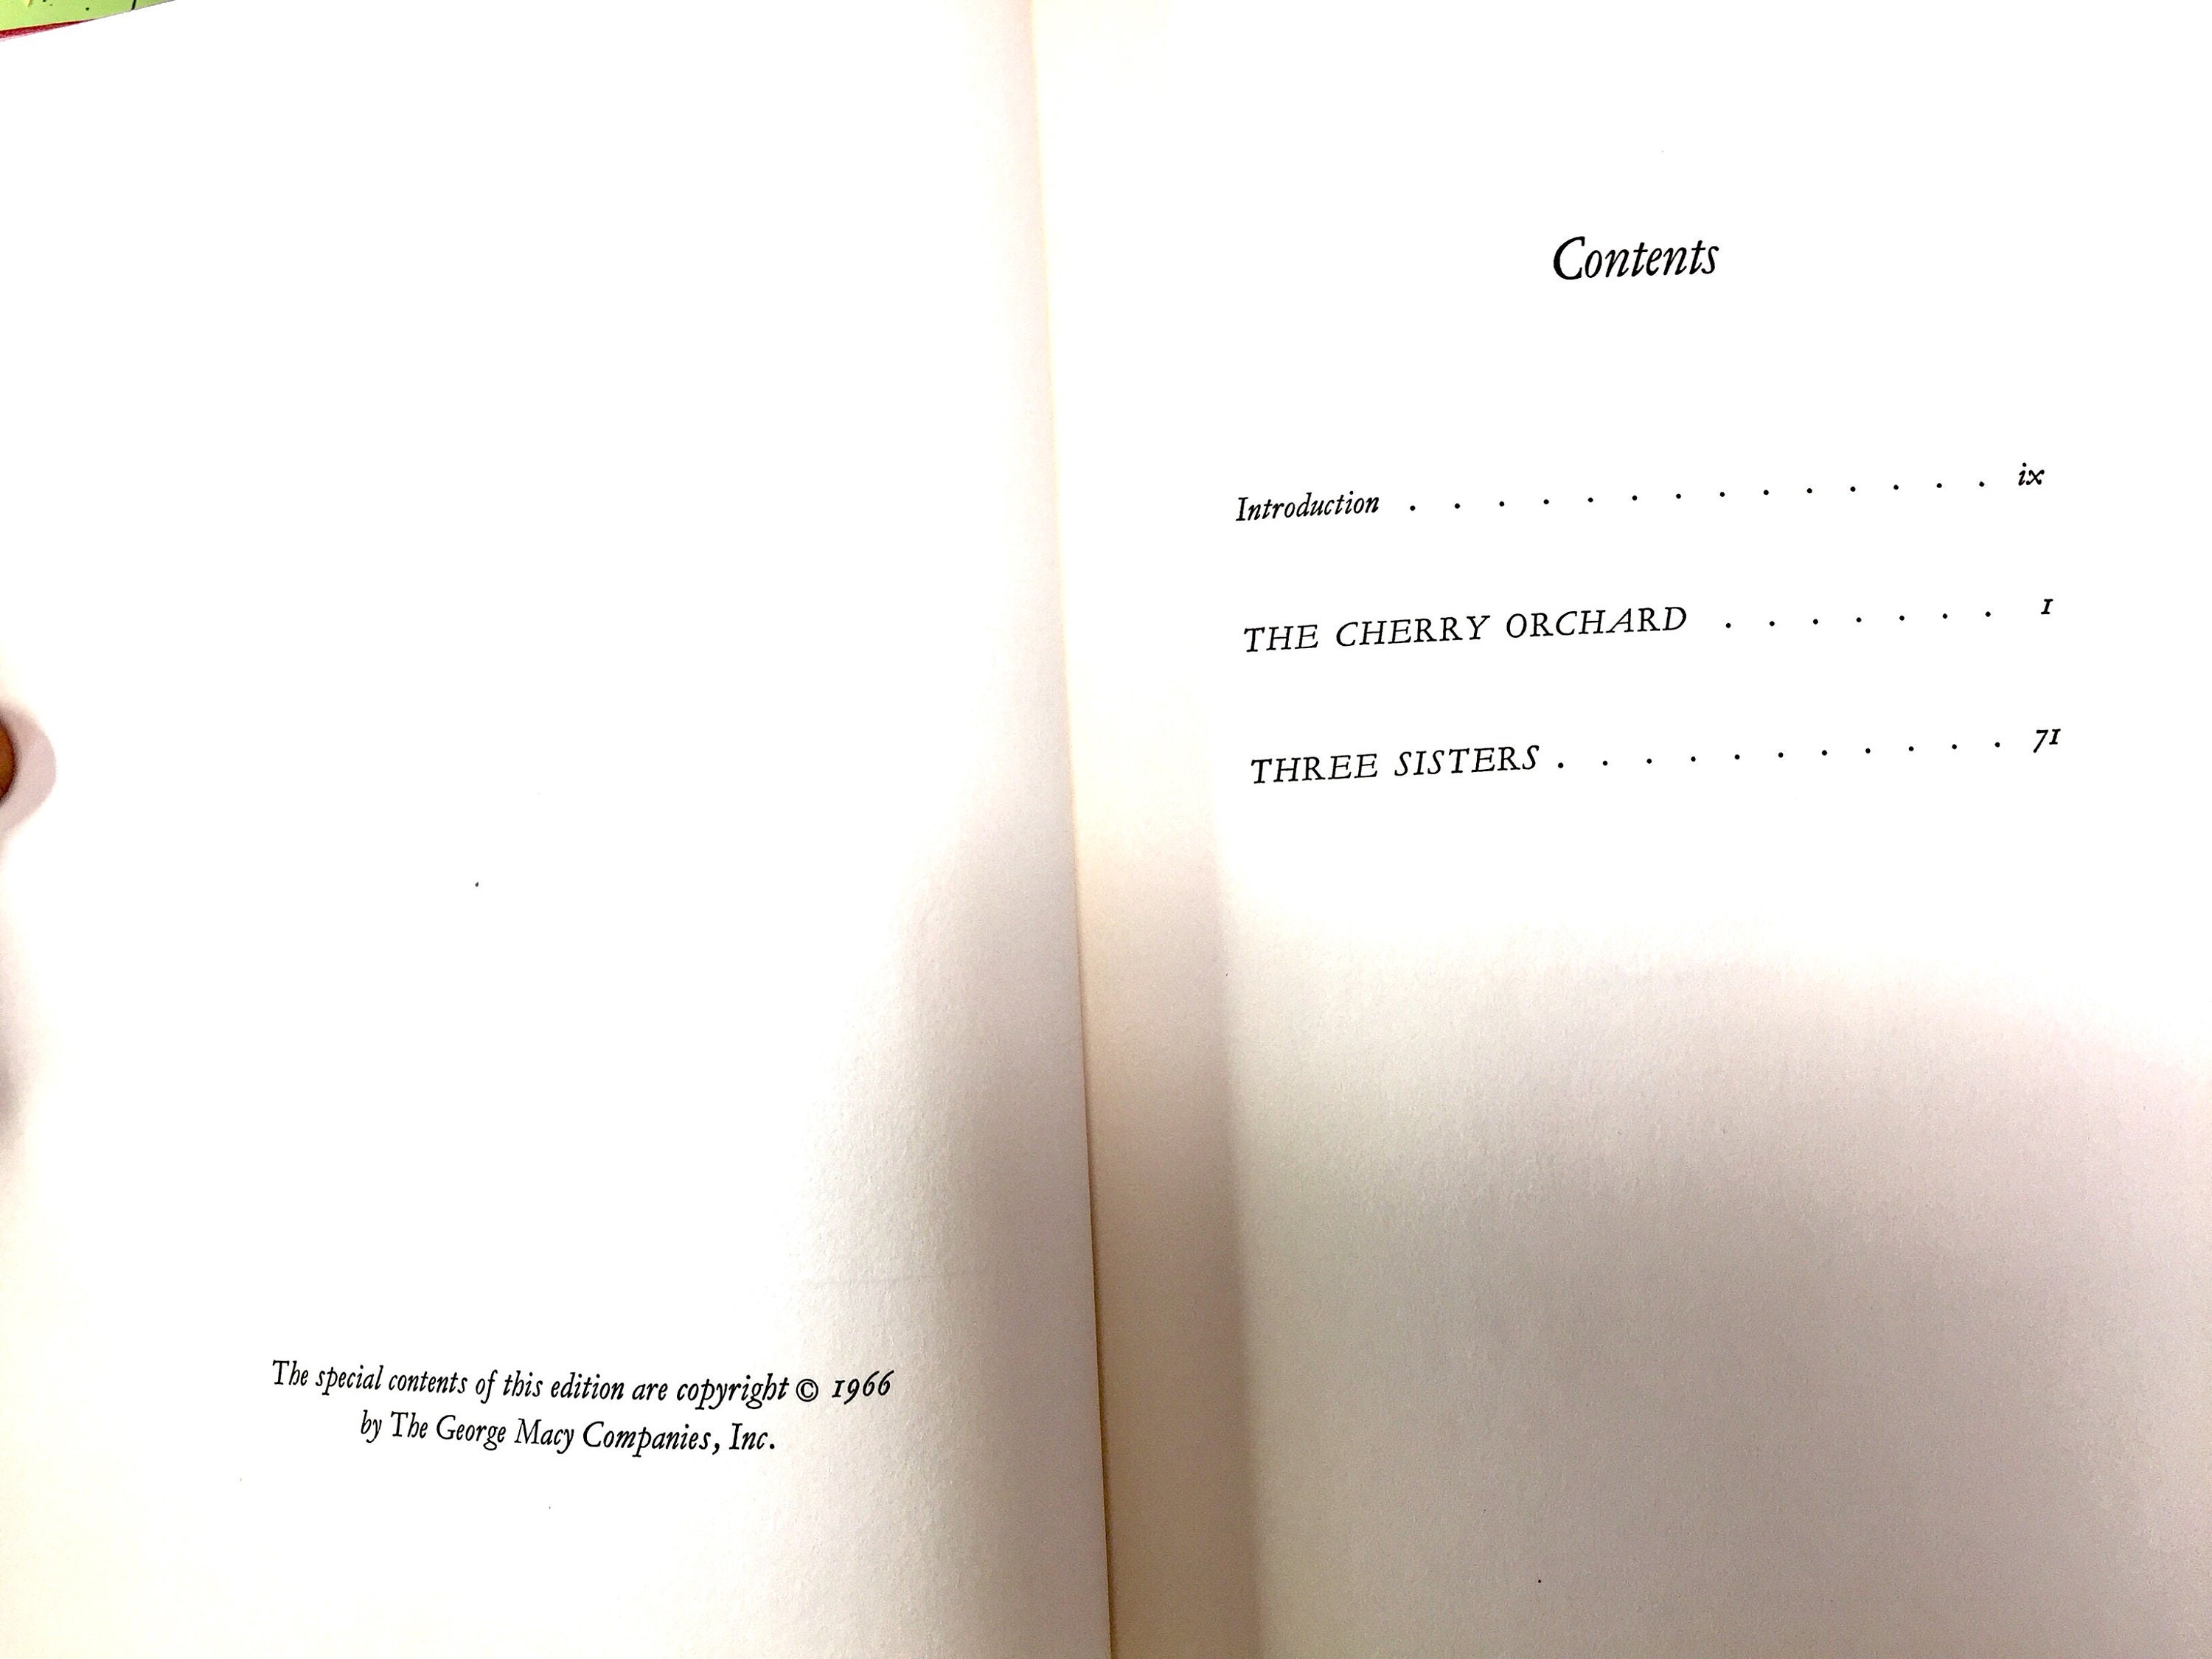 The special contents of this edition are copyright © 1966
by The George Macy Companies, Inc.
Contents
Introduction . . . . . . . . . . . . . . ix
THE CHERRY ORCHARD . . . . . . . 1
THREE SISTERS . . . . . . . . . . . 71